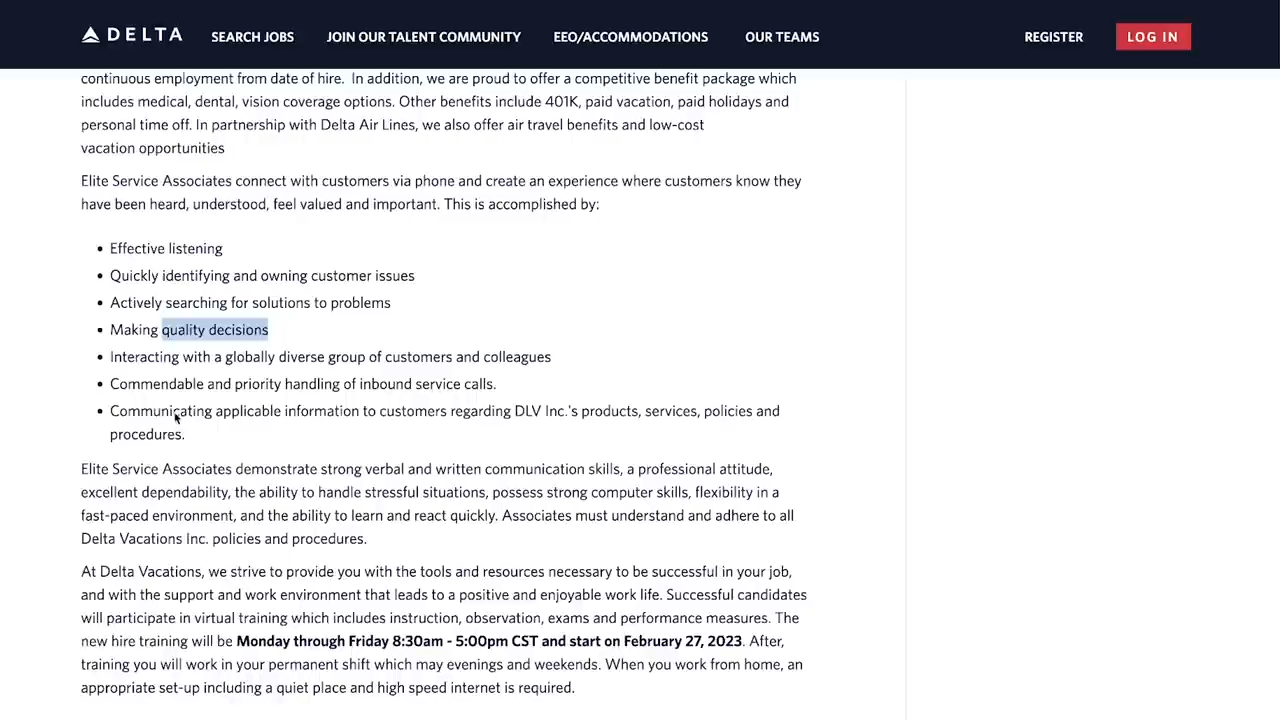 DELTA SEARCH JOBS JOIN OUR TALENT COMMUNITY EEO/ACCOMMODATIONS OUR TEAMS REGISTER LOG IN
continuous employment from date of hire.  In addition, we are proud to offer a competitive benefit package which
includes medical, dental, vision coverage options. Other benefits include 401K, paid vacation, paid holidays and
personal time off. In partnership with Delta Air Lines, we also offer air travel benefits and low-cost
vacation opportunities
Elite Service Associates connect with customers via phone and create an experience where customers know they
have been heard, understood, feel valued and important. This is accomplished by:
• Effective listening
• Quickly identifying and owning customer issues
• Actively searching for solutions to problems
• Making quality decisions
• Interacting with a globally diverse group of customers and colleagues
• Commendable and priority handling of inbound service calls.
• Communicating applicable information to customers regarding DLV Inc.'s products, services, policies and
procedures.
Elite Service Associates demonstrate strong verbal and written communication skills, a professional attitude,
excellent dependability, the ability to handle stressful situations, possess strong computer skills, flexibility in a
fast-paced environment, and the ability to learn and react quickly. Associates must understand and adhere to all
Delta Vacations Inc. policies and procedures.
At Delta Vacations, we strive to provide you with the tools and resources necessary to be successful in your job,
and with the support and work environment that leads to a positive and enjoyable work life. Successful candidates
will participate in virtual training which includes instruction, observation, exams and performance measures. The
new hire training will be Monday through Friday 8:30am - 5:00pm CST and start on February 27, 2023. After,
training you will work in your permanent shift which may evenings and weekends. When you work from home, an
appropriate set-up including a quiet place and high speed internet is required.